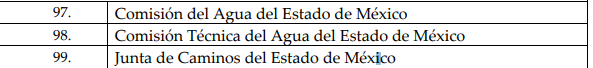 97. Comisión del Agua del Estado de México
98. Comisión Técnica del Agua del Estado de México
99. Junta de Caminos del Estado de México